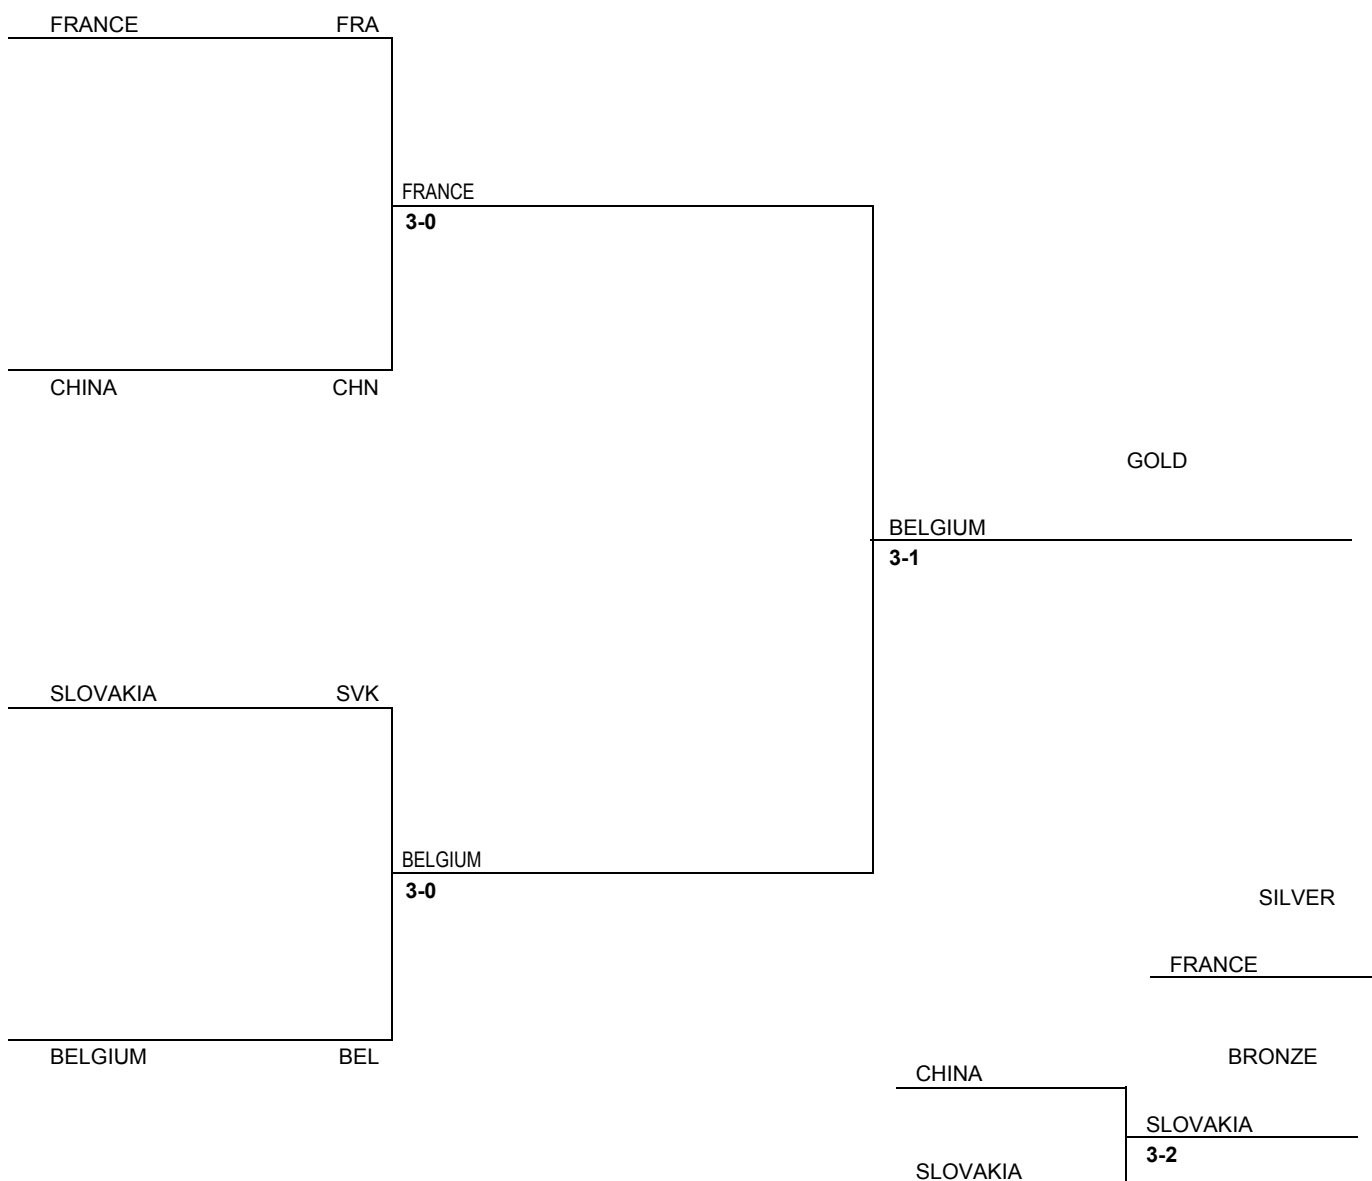 FRANCE FRA
FRANCE
3-0
CHINA CHN
GOLD
BELGIUM
3-1
SLOVAKIA SVK
BELGIUM
3-0
SILVER
FRANCE
BELGIUM BEL
BRONZE
CHINA
SLOVAKIA
3-2
SLOVAKIA